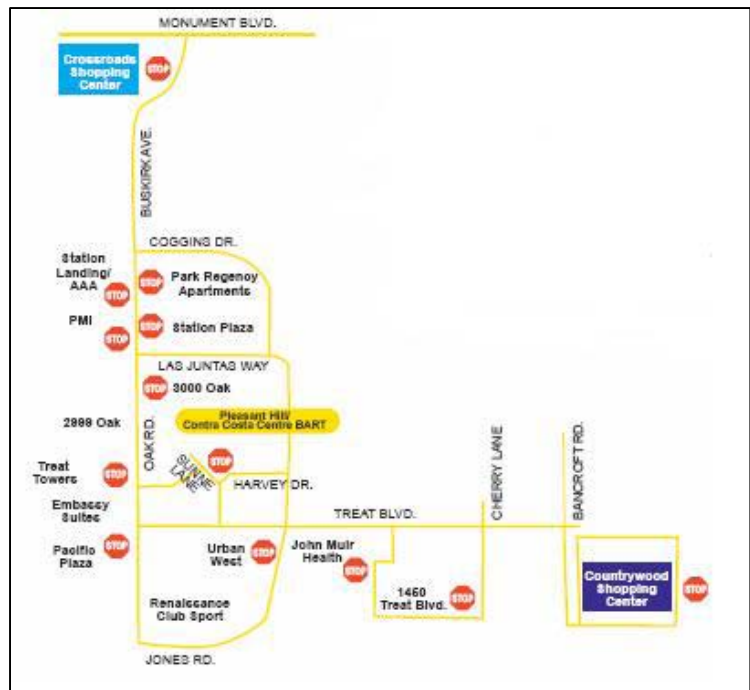 MONUMENT BLVD.
Crossroads
Shopping
Center
STOP
BUSKIRK AVE.
COGGINS DR.
Station
Landing/
AAA
STOP
STOP
Park Regency
Apartments
PMI
STOP
STOP
Station Plaza
LAS JUNTAS WAY
STOP
3000 Oak
2999 Oak
OAK RD.
Pleasant Hill/
Contra Costa Centre BART
Treat
Towers
STOP
SUNNE
LANE
STOP
HARVEY DR.
CHERRY LANE
BANCROFT RD.
Embassy
Suites
TREAT BLVD.
Pacific
Plaza
STOP
Urban
West
STOP
John Muir
Health
STOP
1460
Treat Blvd.
STOP
Countrywood
Shopping
Center
STOP
Renaissance
Club Sport
JONES RD.